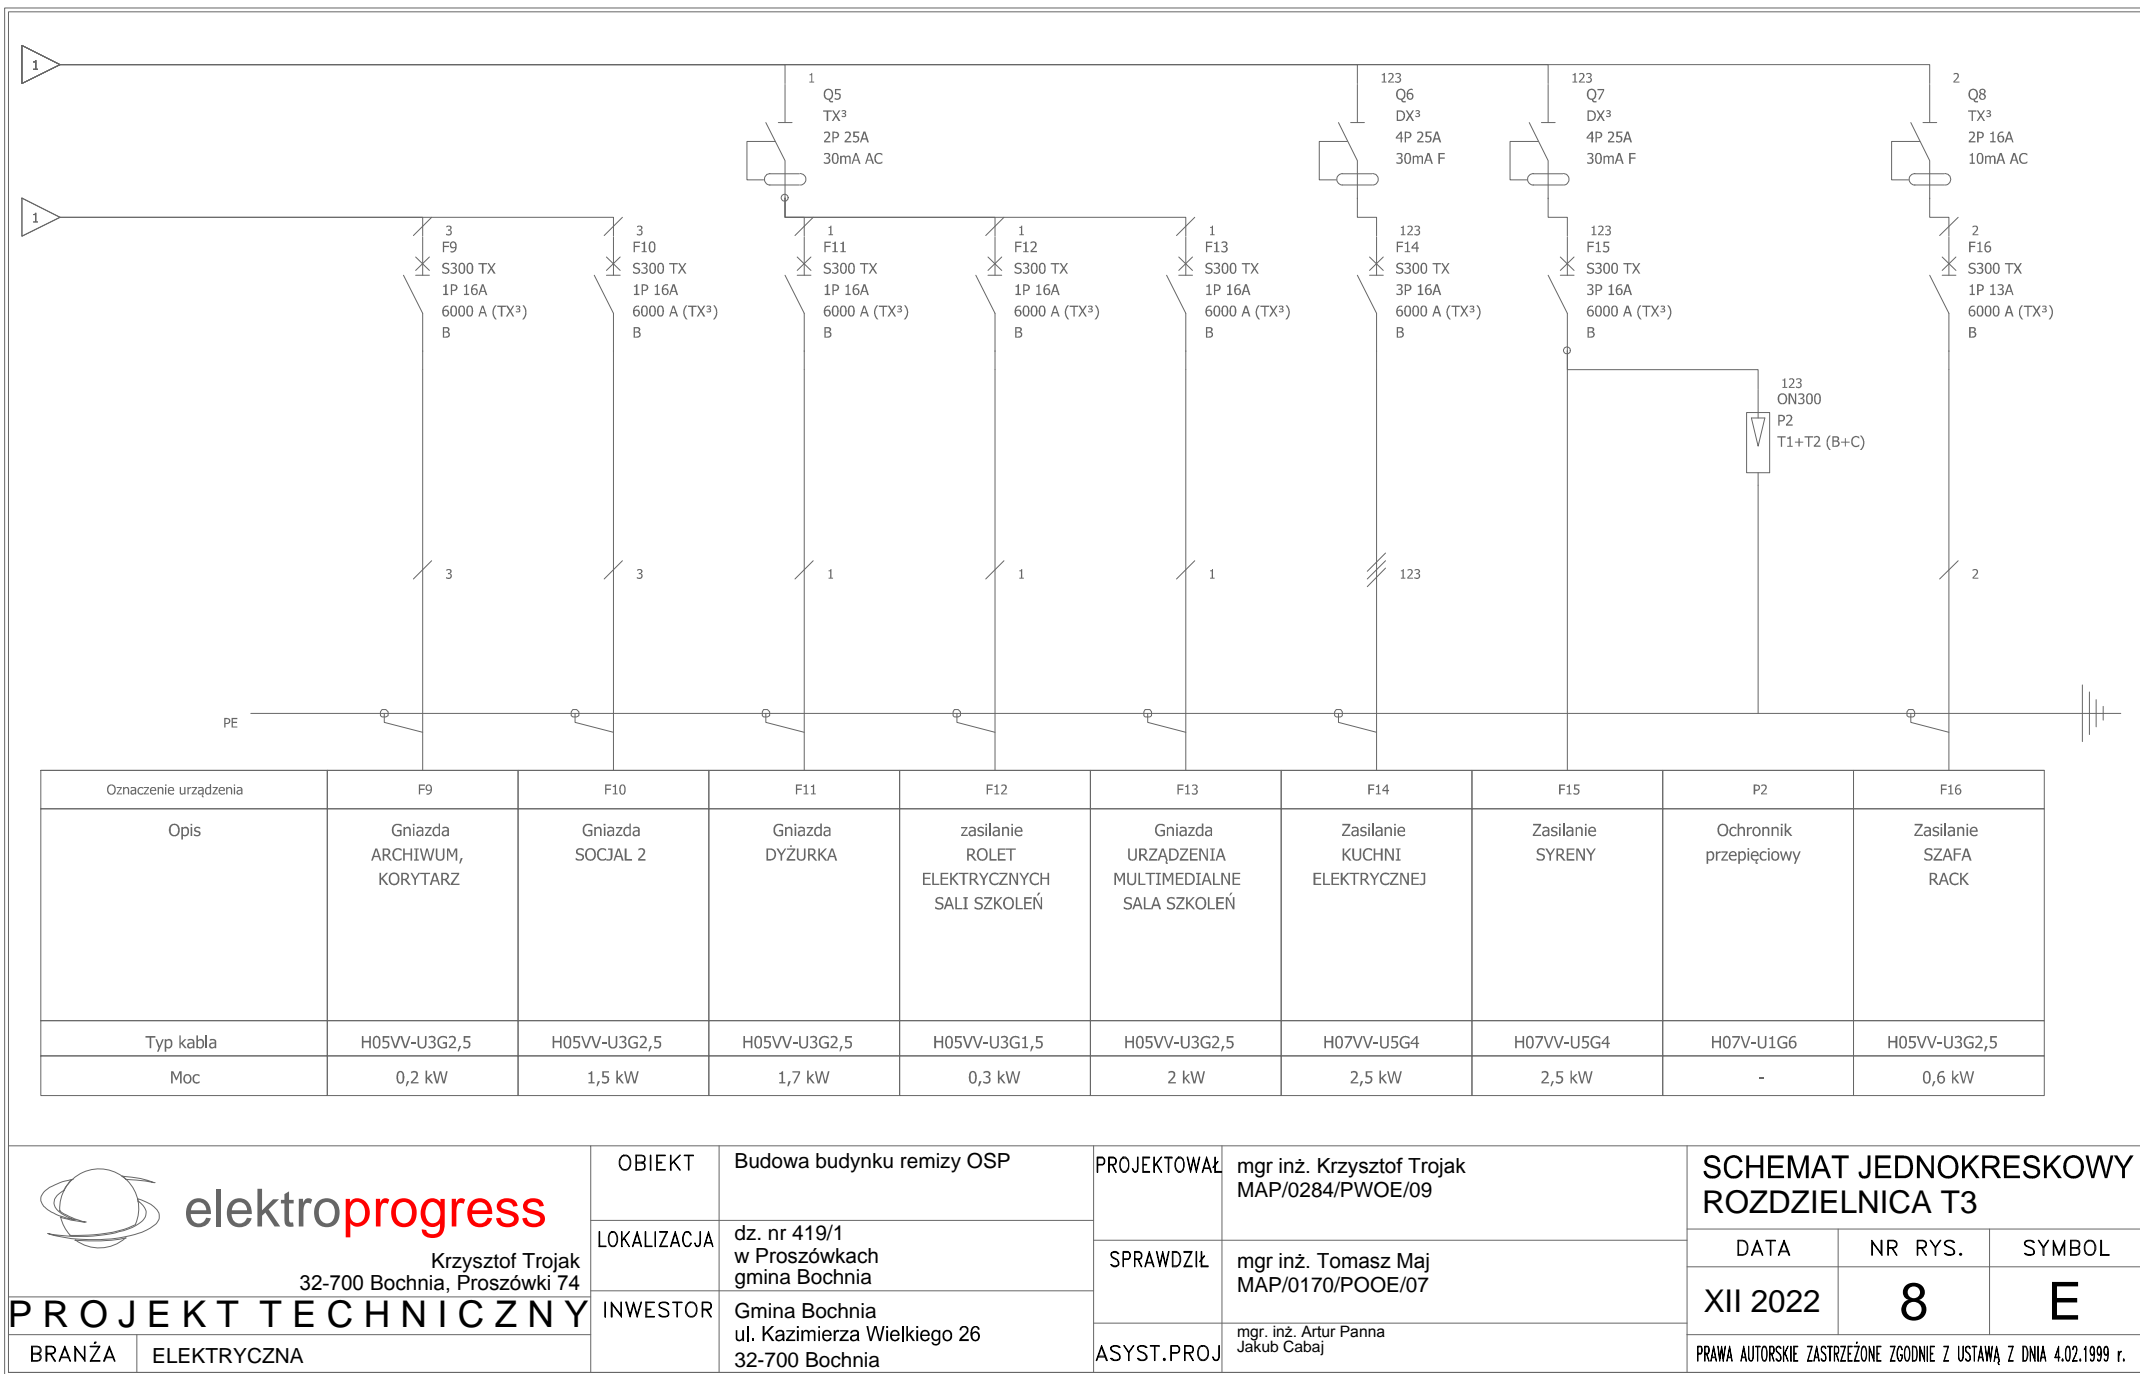 1
1
Q5
TX³
2P 25A
30mA AC
123
Q6
DX³
4P 25A
30mA F
123
Q7
DX³
4P 25A
30mA F
2
Q8
TX³
2P 16A
10mA AC
1
3
F9
S300 TX
1P 16A
6000 A (TX³)
B
3
F10
S300 TX
1P 16A
6000 A (TX³)
B
1
F11
S300 TX
1P 16A
6000 A (TX³)
B
1
F12
S300 TX
1P 16A
6000 A (TX³)
B
1
F13
S300 TX
1P 16A
6000 A (TX³)
B
123
F14
S300 TX
3P 16A
6000 A (TX³)
B
123
F15
S300 TX
3P 16A
6000 A (TX³)
B
2
F16
S300 TX
1P 13A
6000 A (TX³)
B
123
ON300
P2
T1+T2 (B+C)
3
3
1
1
1
123
2
PE
Oznaczenie urządzenia
F9
F10
F11
F12
F13
F14
F15
P2
F16
Opis
Gniazda
ARCHIWUM,
KORYTARZ
Gniazda
SOCJAL 2
Gniazda
DYŻURKA
zasilanie
ROLET
ELEKTRYCZNYCH
SALI SZKOLEŃ
Gniazda
URZĄDZENIA
MULTIMEDIALNE
SALA SZKOLEŃ
Zasilanie
KUCHNI
ELEKTRYCZNEJ
Zasilanie
SYRENY
Ochronnik
przepięciowy
Zasilanie
SZAFA
RACK
Typ kabla
H05VV-U3G2,5
H05VV-U3G2,5
H05VV-U3G2,5
H05VV-U3G1,5
H05VV-U3G2,5
H07VV-U5G4
H07VV-U5G4
H07V-U1G6
H05VV-U3G2,5
Moc
0,2 kW
1,5 kW
1,7 kW
0,3 kW
2 kW
2,5 kW
2,5 kW
-
0,6 kW
elektroprogress
Krzysztof Trojak
32-700 Bochnia, Proszówki 74
PROJEKT TECHNICZNY
BRANŻA
ELEKTRYCZNA
OBIEKT
Budowa budynku remizy OSP
LOKALIZACJA
dz. nr 419/1
w Proszówkach
gmina Bochnia
INWESTOR
Gmina Bochnia
ul. Kazimierza Wielkiego 26
32-700 Bochnia
PROJEKTOWAŁ
mgr inż. Krzysztof Trojak
MAP/0284/PWOE/09
SPRAWDZIŁ
mgr inż. Tomasz Maj
MAP/0170/POOE/07
ASYST.PROJ
mgr. inż. Artur Panna
Jakub Cabaj
SCHEMAT JEDNOKRESKOWY
ROZDZIELNICA T3
DATA
NR RYS.
SYMBOL
XII 2022
8
E
PRAWA AUTORSKIE ZASTRZEŻONE ZGODNIE Z USTAWĄ Z DNIA 4.02.1999 r.